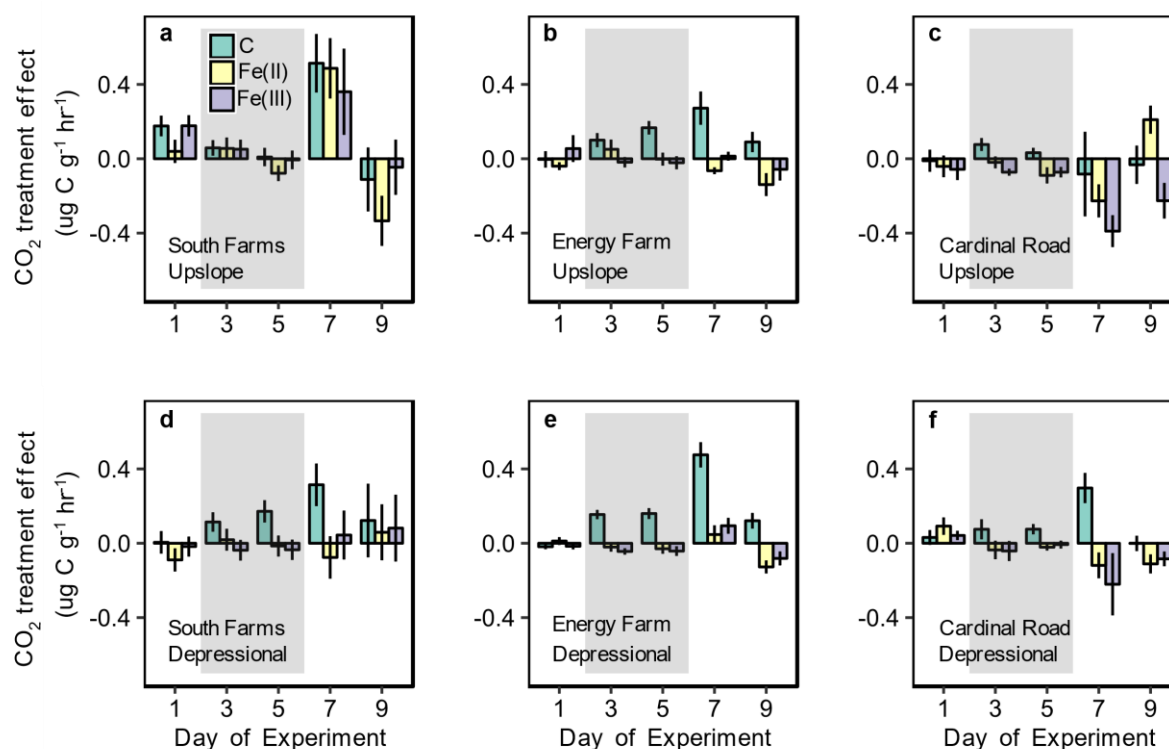 a
b
c
C
Fe(II)
Fe(III)
CO₂ treatment effect
(ug C g⁻¹ hr⁻¹)
0.4
0.0
-0.4
South Farms
Upslope
1 3 5 7 9
0.4
0.0
-0.4
Energy Farm
Upslope
1 3 5 7 9
0.4
0.0
-0.4
Cardinal Road
Upslope
1 3 5 7 9
d
e
f
CO₂ treatment effect
(ug C g⁻¹ hr⁻¹)
0.4
0.0
-0.4
South Farms
Depressional
1 3 5 7 9
Day of Experiment
0.4
0.0
-0.4
Energy Farm
Depressional
1 3 5 7 9
Day of Experiment
0.4
0.0
-0.4
Cardinal Road
Depressional
1 3 5 7 9
Day of Experiment